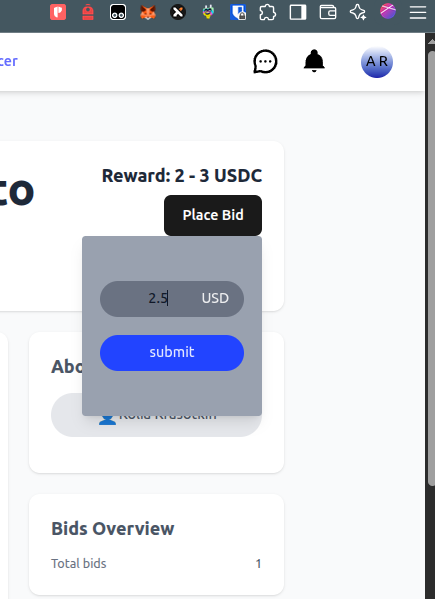 cer
A R
to
Reward: 2 - 3 USDC
Place Bid
2.5 USD
submit
Abo
Kolia Krasotkin
Bids Overview
Total bids 1